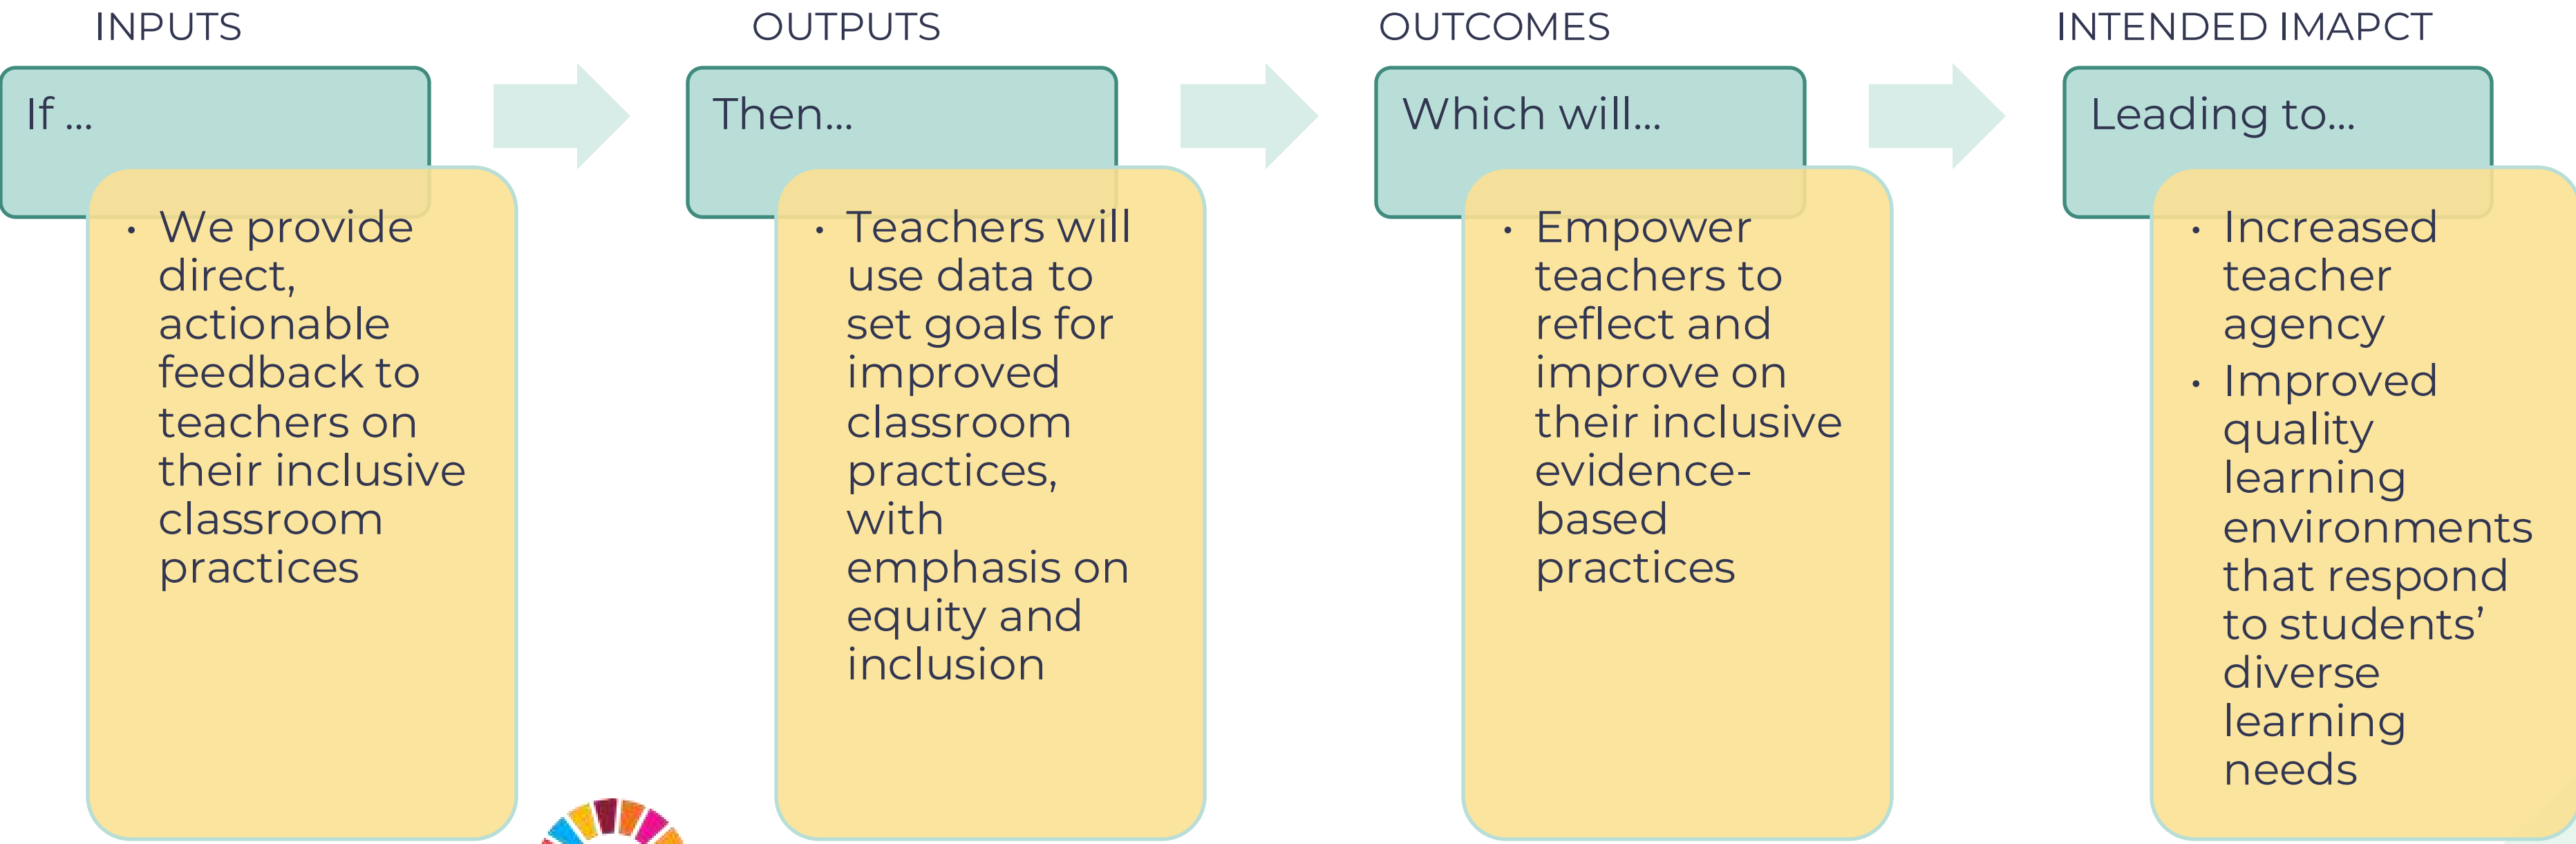 INPUTS
If ...
• We provide
direct,
actionable
feedback to
teachers on
their inclusive
classroom
practices
OUTPUTS
Then...
• Teachers will
use data to
set goals for
improved
classroom
practices,
with
emphasis on
equity and
inclusion
OUTCOMES
Which will...
• Empower
teachers to
reflect and
improve on
their inclusive
evidence-
based
practices
INTENDED IMAPCT
Leading to...
• Increased
teacher
agency
• Improved
quality
learning
environments
that respond
to students’
diverse
learning
needs